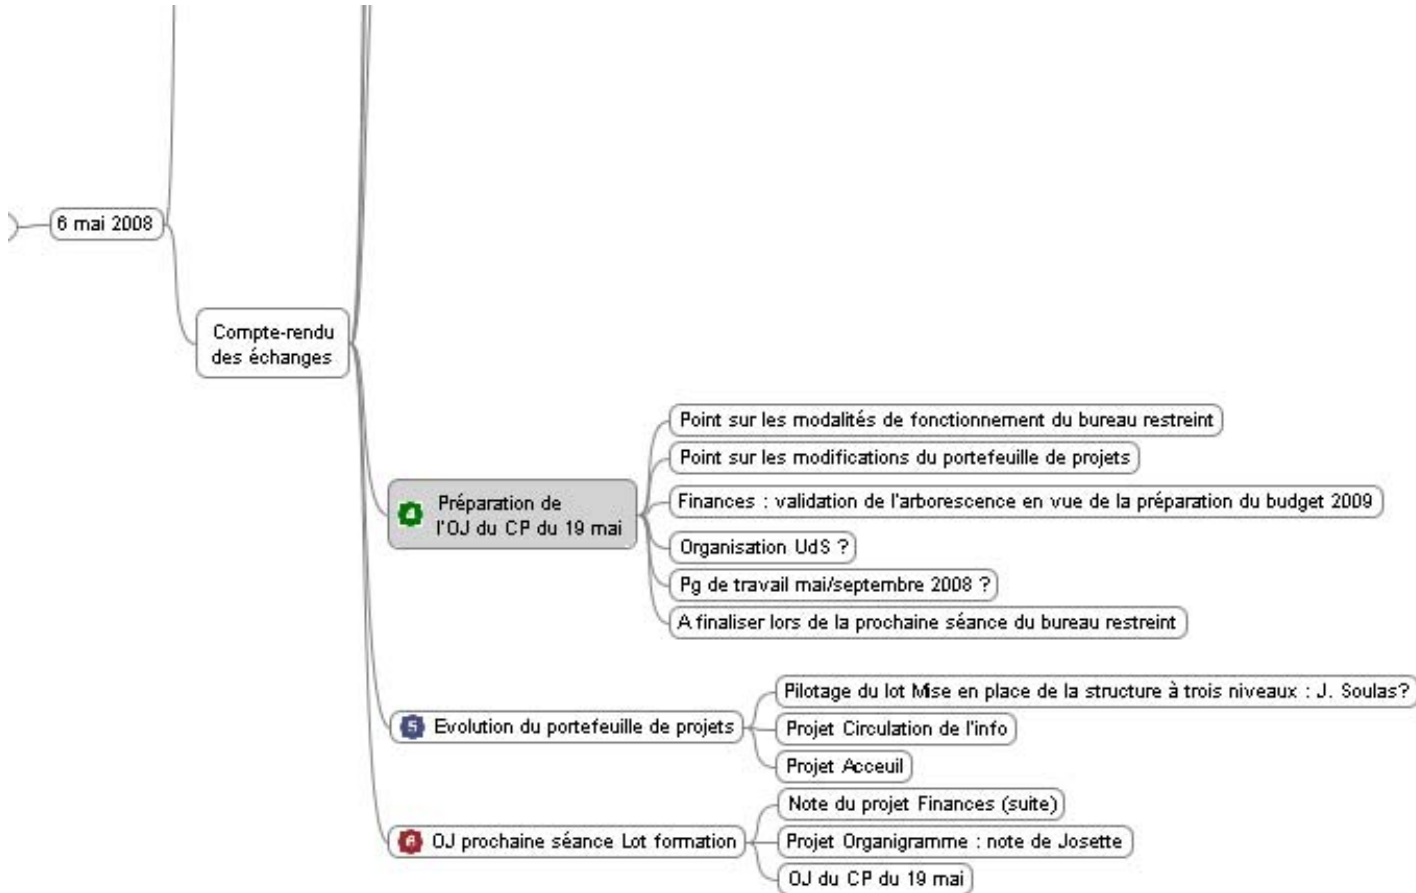 6 mai 2008
Compte-rendu
des échanges
4
Préparation de
l'OJ du CP du 19 mai
Point sur les modalités de fonctionnement du bureau restreint
Point sur les modifications du portefeuille de projets
Finances : validation de l'arborescence en vue de la préparation du budget 2009
Organisation UdS ?
Pg de travail mai/septembre 2008 ?
A finaliser lors de la prochaine séance du bureau restreint
5 Evolution du portefeuille de projets
Pilotage du lot Mise en place de la structure à trois niveaux : J. Soulas?
Projet Circulation de l'info
Projet Acceuil
6 OJ prochaine séance Lot formation
Note du projet Finances (suite)
Projet Organigramme : note de Josette
OJ du CP du 19 mai